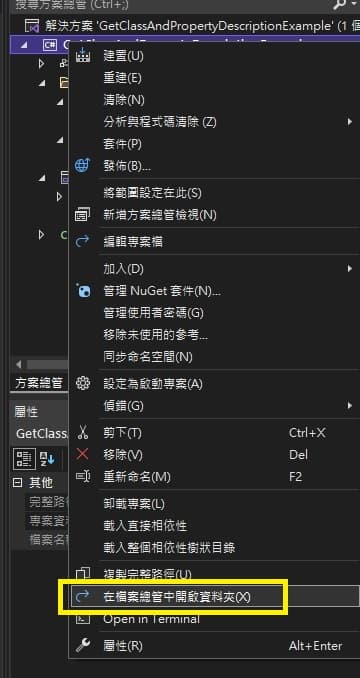 搜尋方案總管 (Ctrl+;)
解決方案 'GetClassAndPropertyDescriptionExample' (1 個
C#
建置(U)
重建(E)
清除(N)
分析與程式碼清除 (Z)
套件(P)
發佈(B)...
將範圍設定在此(S)
新增方案總管檢視(N)
編輯專案檔
加入(D)
管理 NuGet 套件(N)...
管理使用者密碼(G)
移除未使用的參考...
同步命名空間(N)
方案總管
設定為啟動專案(A)
屬性
偵錯(G)
GetClassA
剪下(T) Ctrl+X
移除(V) Del
其他
重新命名(M) F2
完整路徑
卸載專案(L)
專案資料
載入直接相依性
檔案名稱
載入整個相依性樹狀目錄
複製完整路徑(U)
在檔案總管中開啟資料夾(X)
Open in Terminal
屬性(R) Alt+Enter